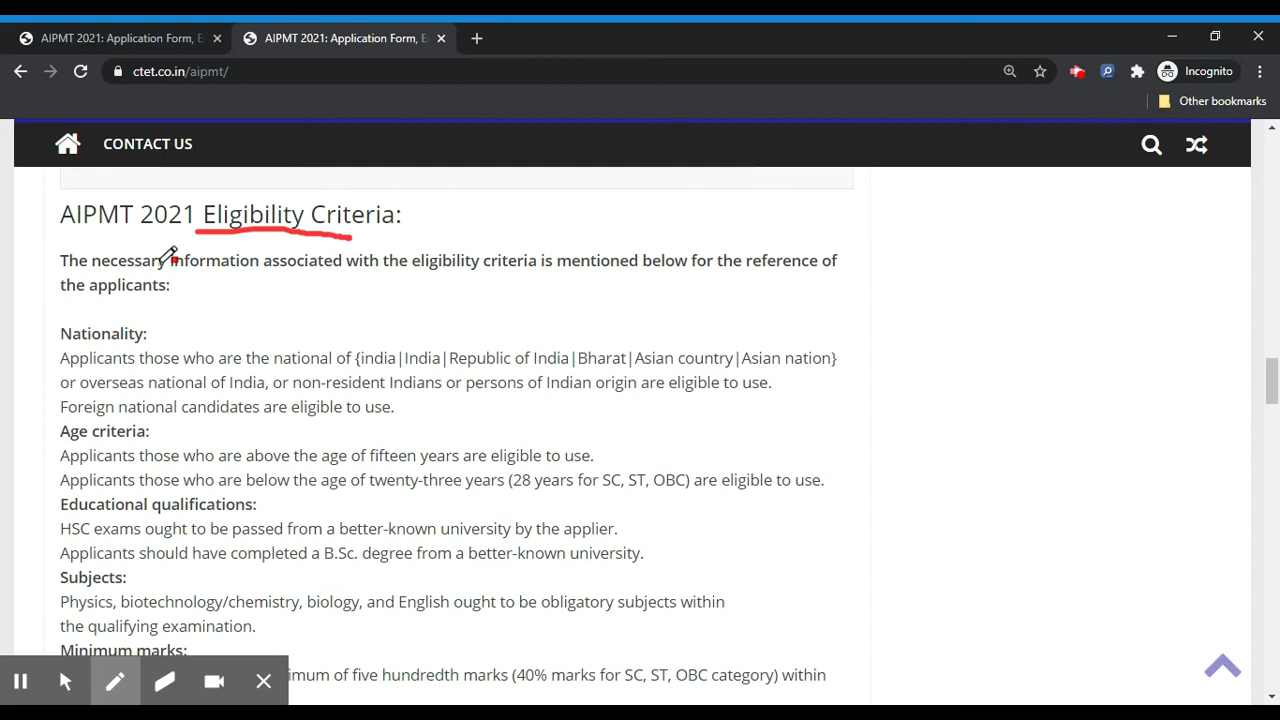 AIPMT 2021: Application Form, E
AIPMT 2021: Application Form, E
ctet.co.in/aipmt/
Incognito
Other bookmarks
CONTACT US
AIPMT 2021 Eligibility Criteria:
The necessary information associated with the eligibility criteria is mentioned below for the reference of
the applicants:
Nationality:
Applicants those who are the national of {india|India|Republic of India|Bharat|Asian country|Asian nation}
or overseas national of India, or non-resident Indians or persons of Indian origin are eligible to use.
Foreign national candidates are eligible to use.
Age criteria:
Applicants those who are above the age of fifteen years are eligible to use.
Applicants those who are below the age of twenty-three years (28 years for SC, ST, OBC) are eligible to use.
Educational qualifications:
HSC exams ought to be passed from a better-known university by the applier.
Applicants should have completed a B.Sc. degree from a better-known university.
Subjects:
Physics, biotechnology/chemistry, biology, and English ought to be obligatory subjects within
the qualifying examination.
Minimum marks:
of five hundredth marks (40% marks for SC, ST, OBC category) within